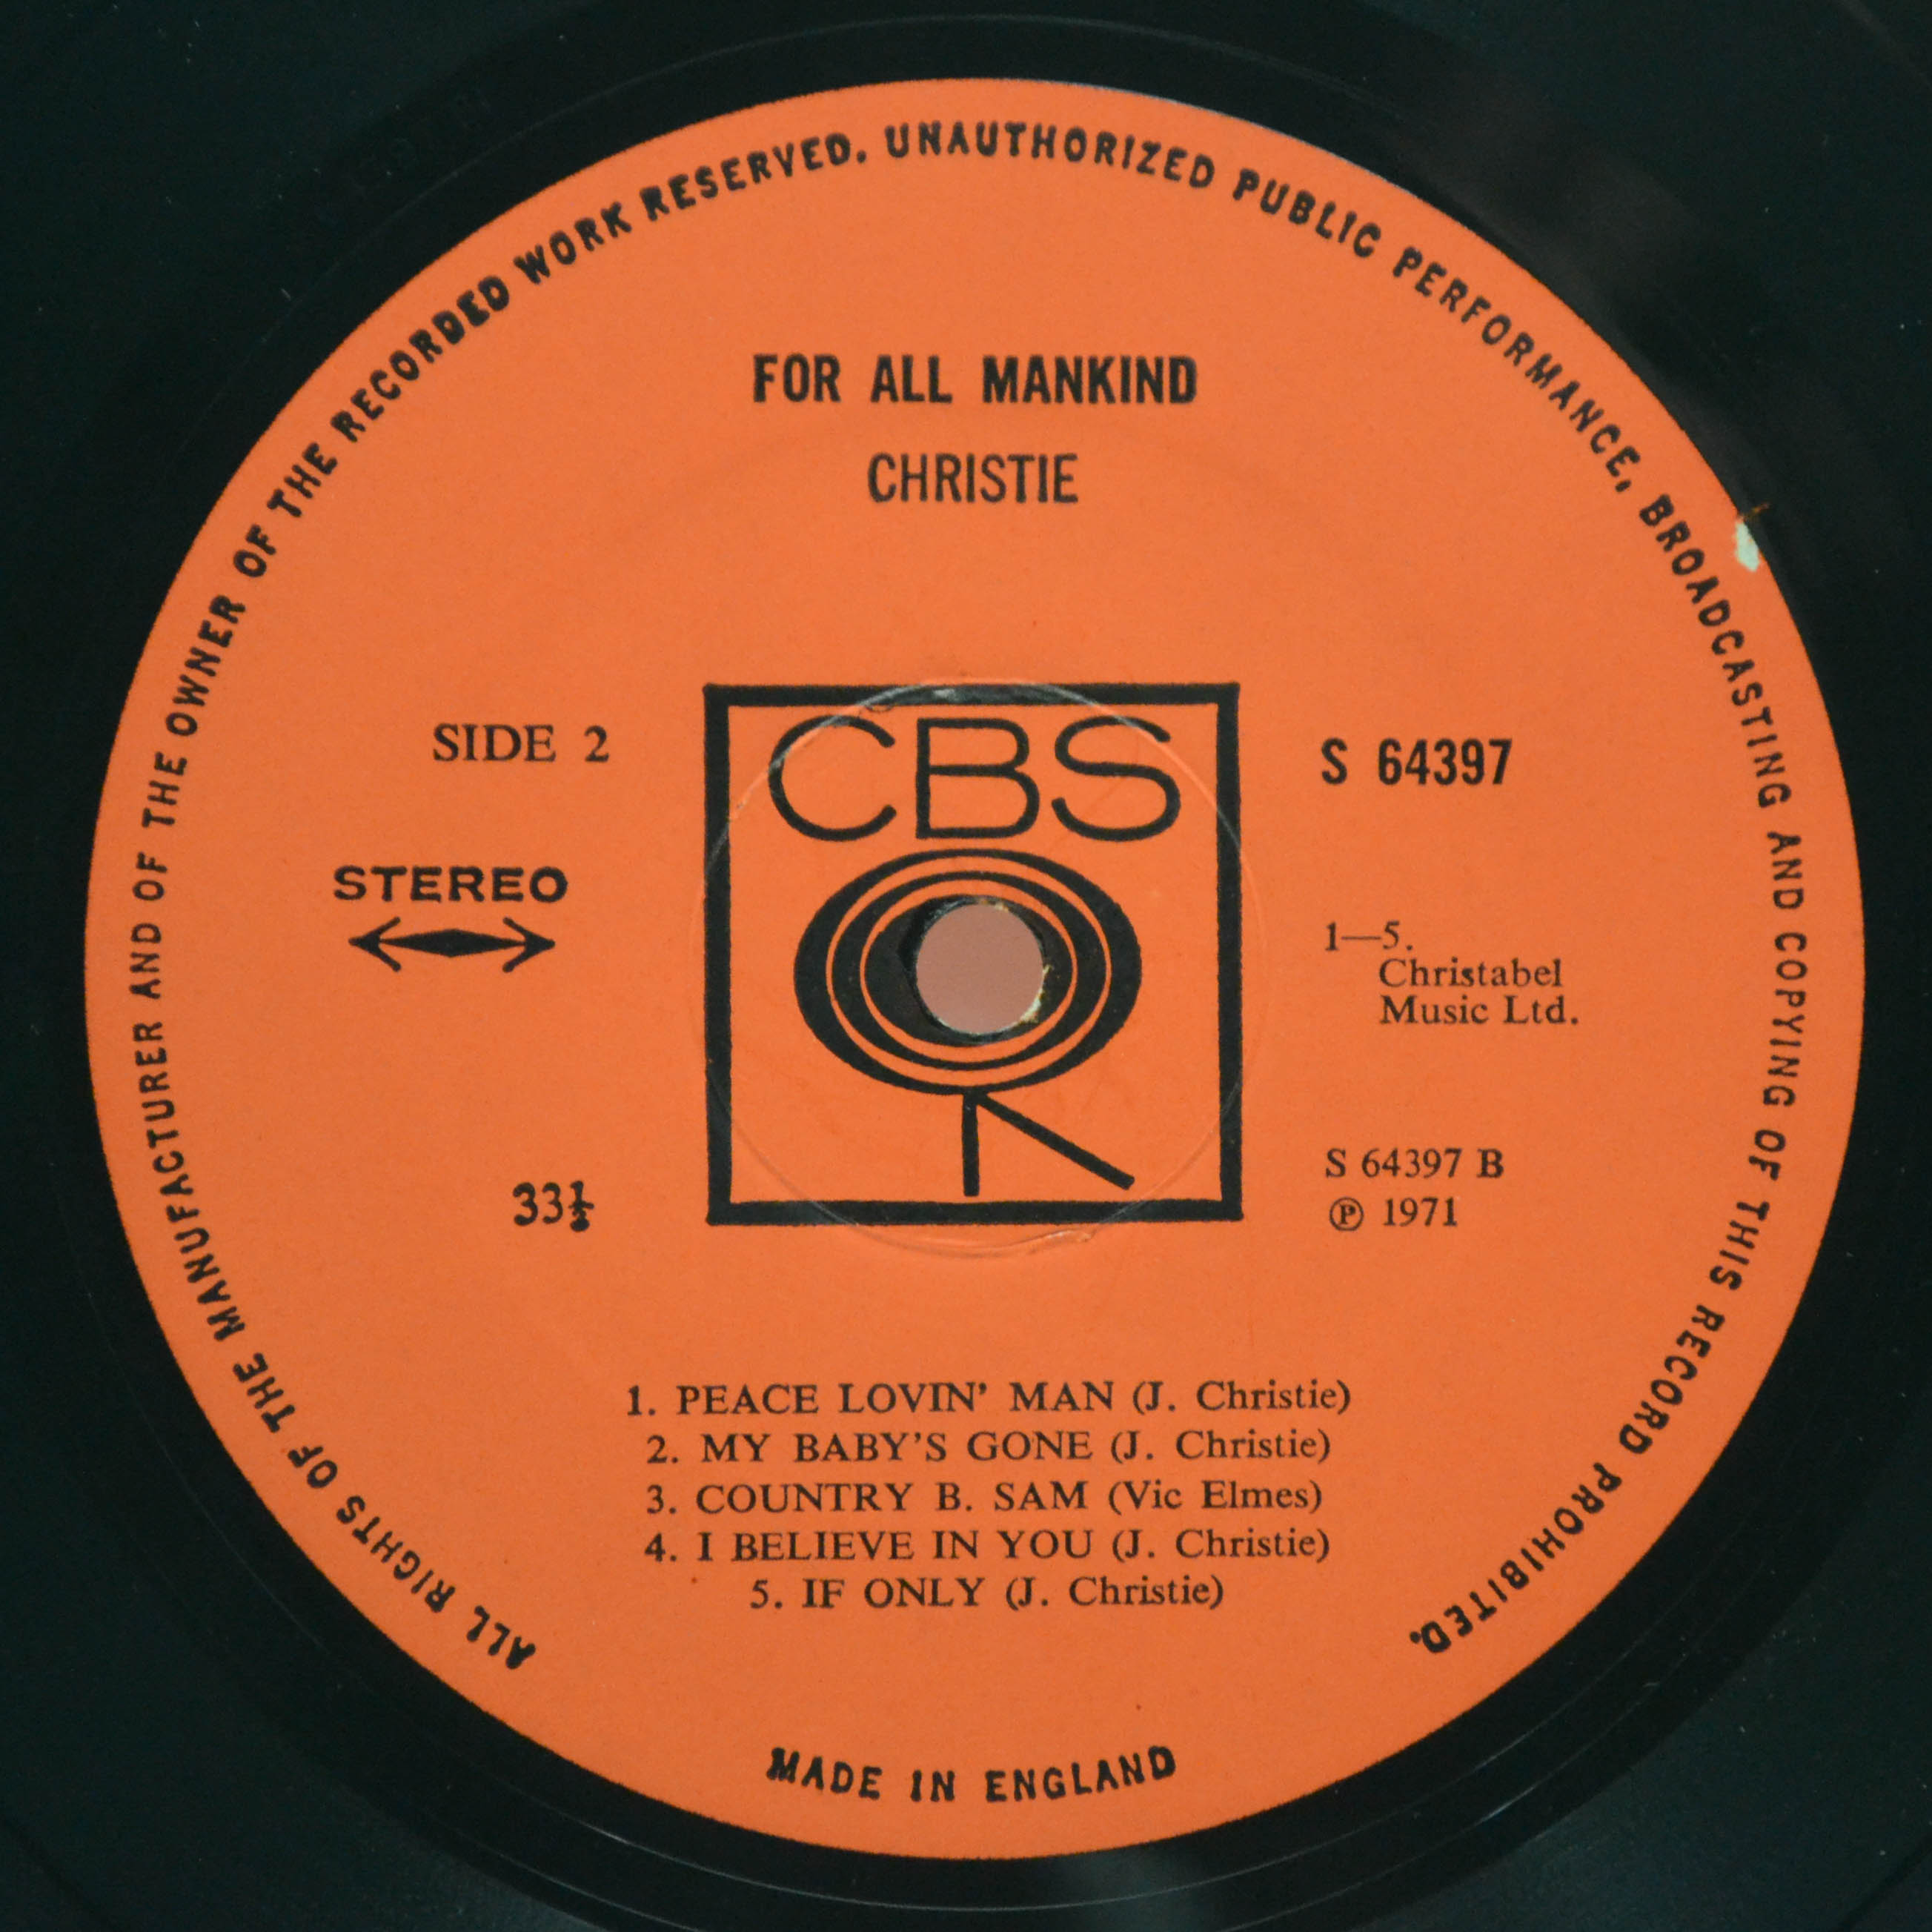 ALL RIGHTS OF THE MANUFACTURER AND OF THE OWNER OF THE RECORDED WORK RESERVED. UNAUTHORIZED PUBLIC PERFORMANCE, BROADCASTING AND COPYING OF THIS RECORD PROHIBITED.
FOR ALL MANKIND
CHRISTIE
SIDE 2
CBS
S 64397
STEREO
1—5.
Christabel
Music Ltd.
33⅓
S 64397 B
℗ 1971
1. PEACE LOVIN’ MAN (J. Christie)
2. MY BABY’S GONE (J. Christie)
3. COUNTRY B. SAM (Vic Elmes)
4. I BELIEVE IN YOU (J. Christie)
5. IF ONLY (J. Christie)
MADE IN ENGLAND